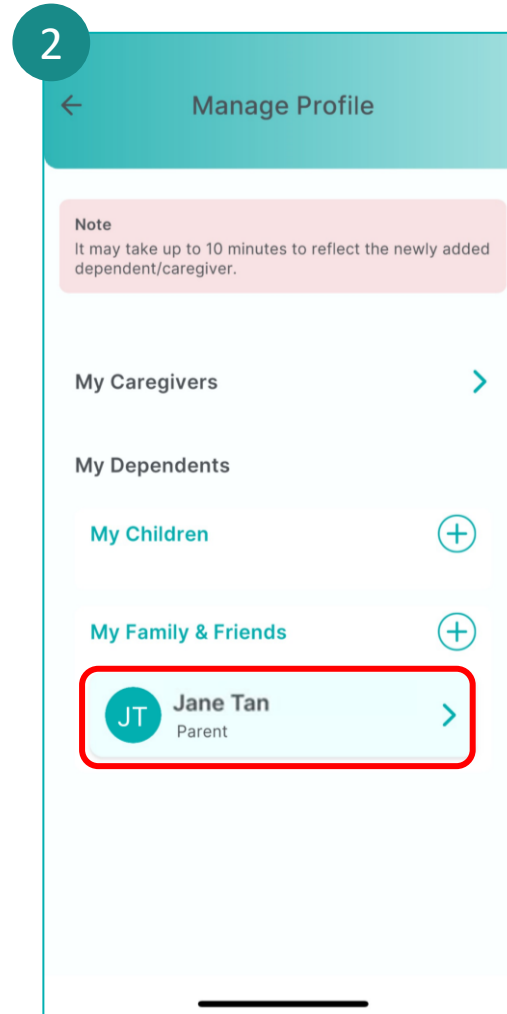 2
Manage Profile
Note
It may take up to 10 minutes to reflect the newly added
dependent/caregiver.
My Caregivers
My Dependents
My Children
My Family & Friends
JT
Jane Tan
Parent